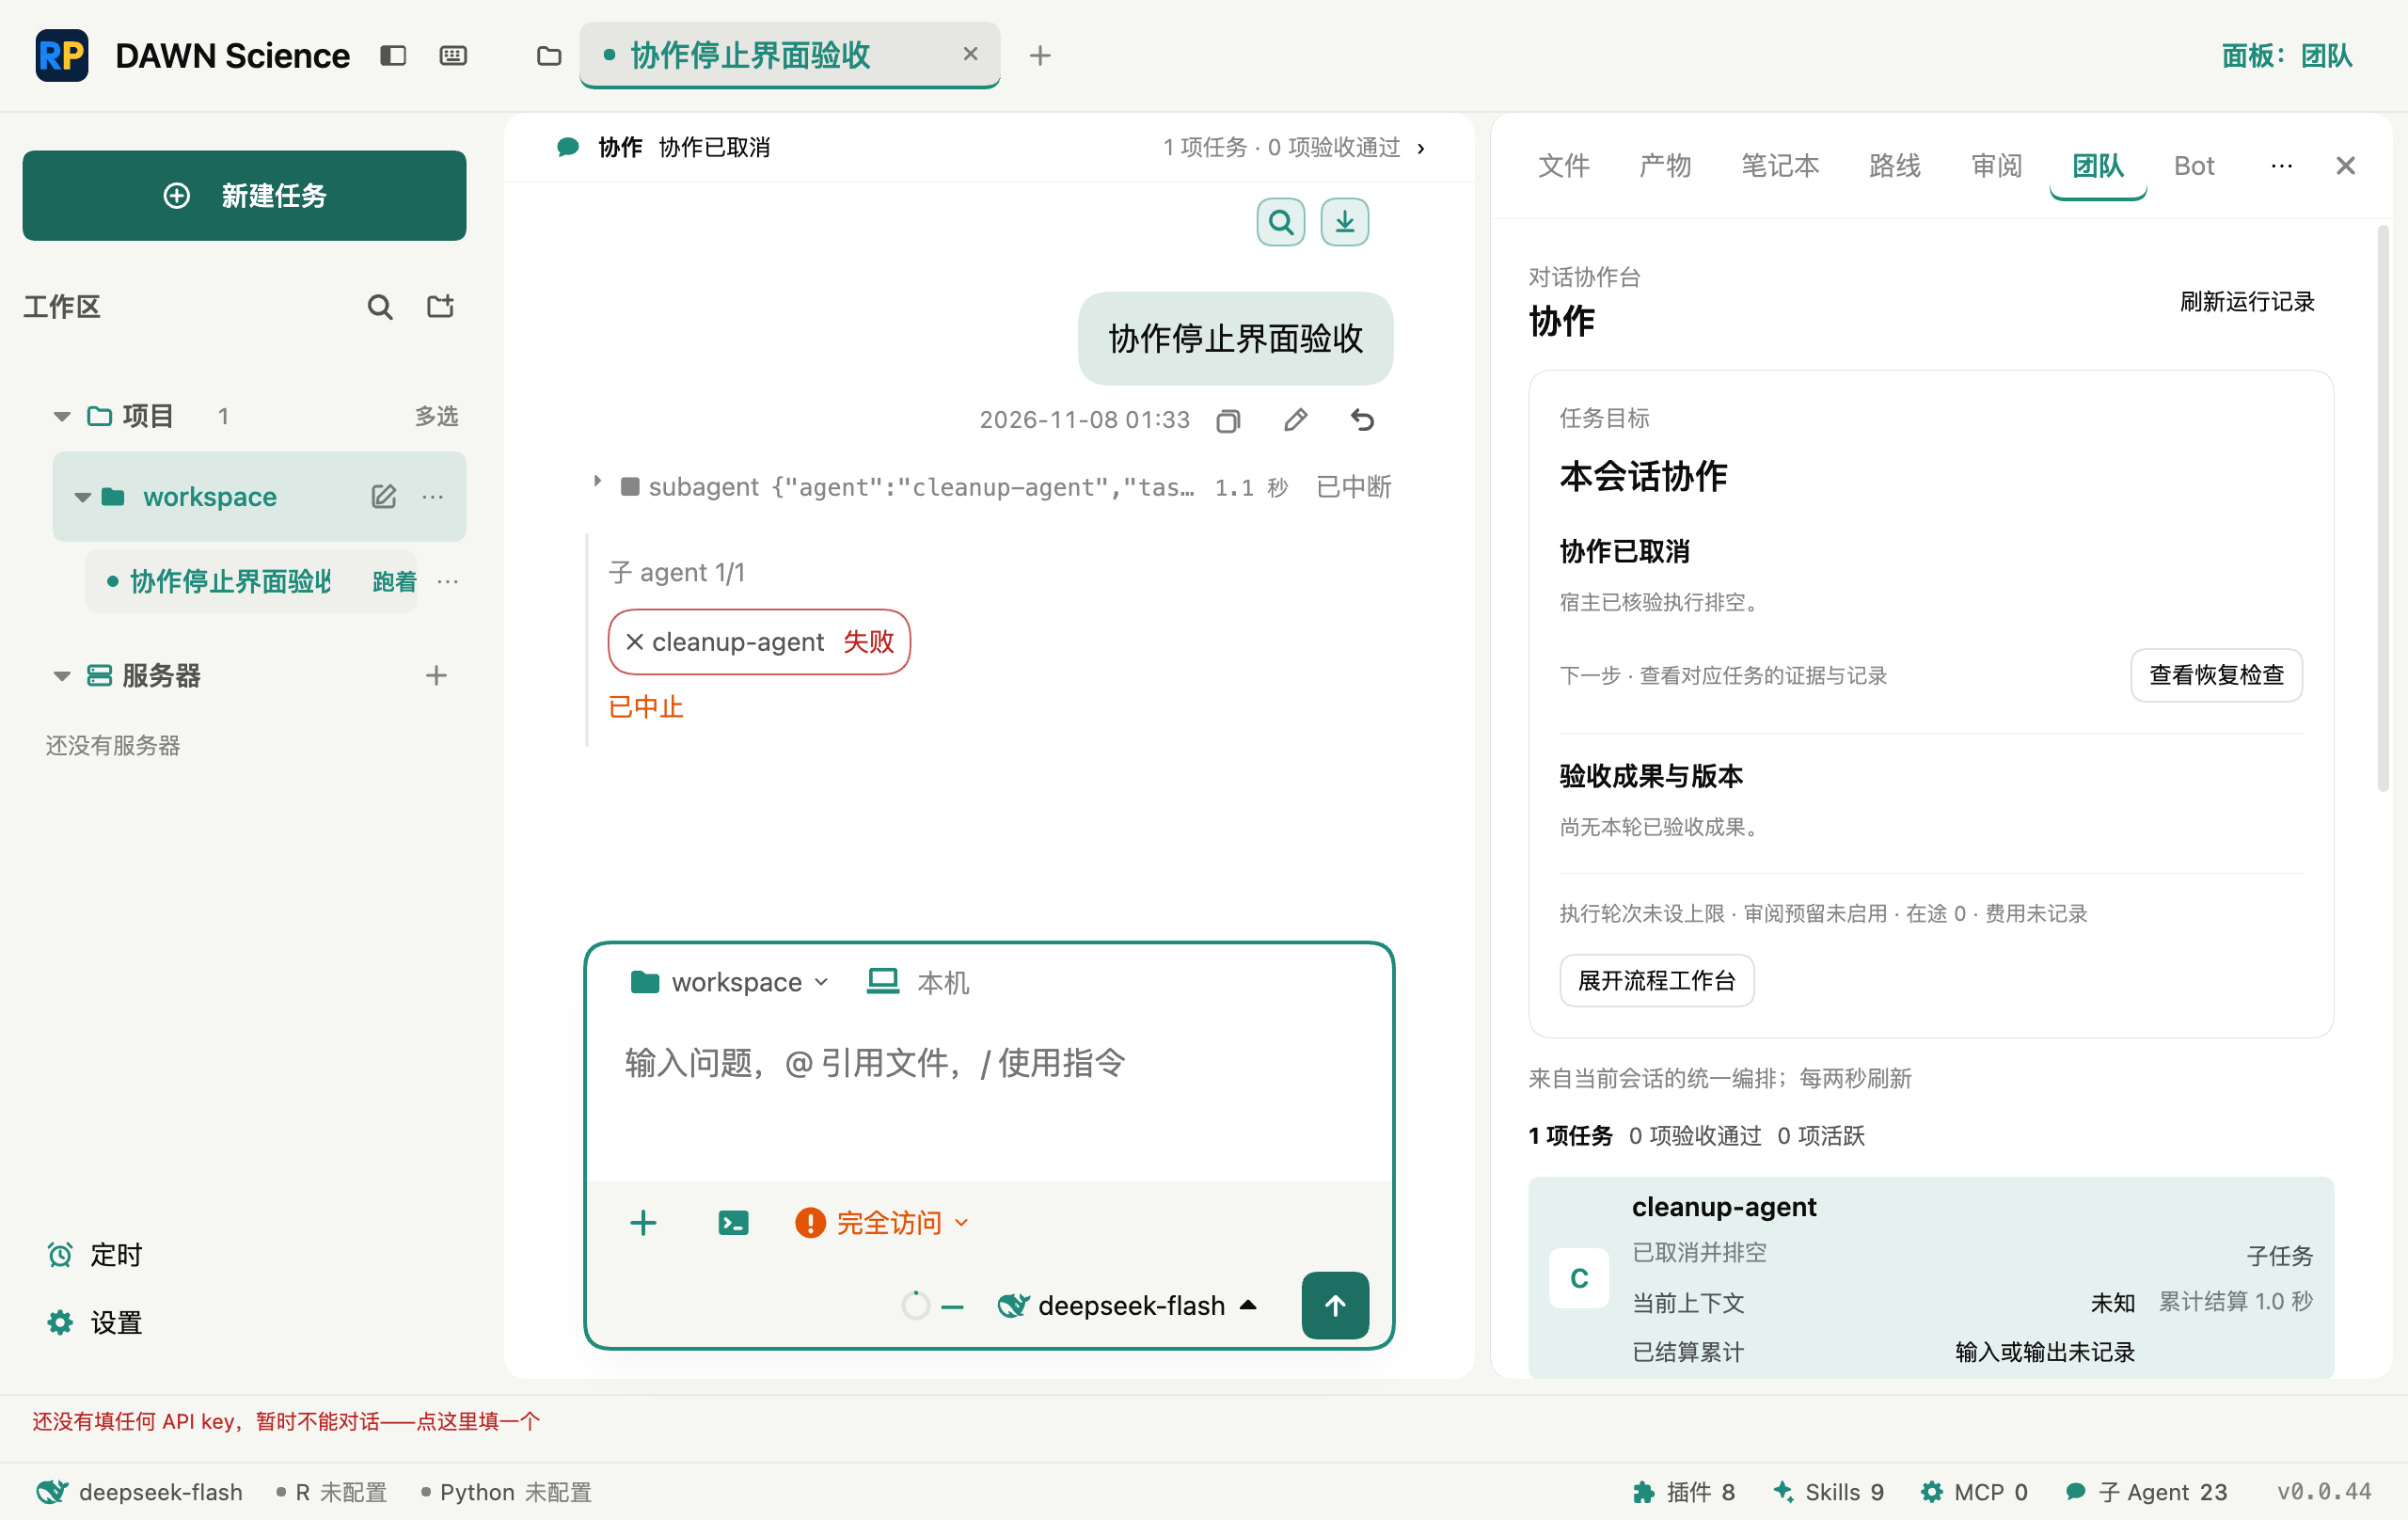 RP DAWN Science
协作停止界面验收
面板：团队
新建任务
工作区
项目 1 多选
workspace
协作停止界面验收 跑着
服务器
还没有服务器
定时
设置
协作 协作已取消 1 项任务 · 0 项验收通过 ›
协作停止界面验收
2026-11-08 01:33
subagent {"agent":"cleanup-agent","tas… 1.1 秒 已中断
子 agent 1/1
cleanup-agent 失败
已中止
workspace 本机
输入问题，@ 引用文件，/ 使用指令
完全访问
deepseek-flash
文件 产物 笔记本 路线 审阅 团队 Bot
对话协作台
协作
刷新运行记录
任务目标
本会话协作
协作已取消
宿主已核验执行排空。
下一步 · 查看对应任务的证据与记录 查看恢复检查
验收成果与版本
尚无本轮已验收成果。
执行轮次未设上限 · 审阅预留未启用 · 在途 0 · 费用未记录
展开流程工作台
来自当前会话的统一编排；每两秒刷新
1 项任务 0 项验收通过 0 项活跃
C
cleanup-agent
已取消并排空 子任务
当前上下文 未知 累计结算 1.0 秒
已结算累计 输入或输出未记录
还没有填任何 API key，暂时不能对话——点这里填一个
deepseek-flash R 未配置 Python 未配置 插件 8 Skills 9 MCP 0 子 Agent 23 v0.0.44